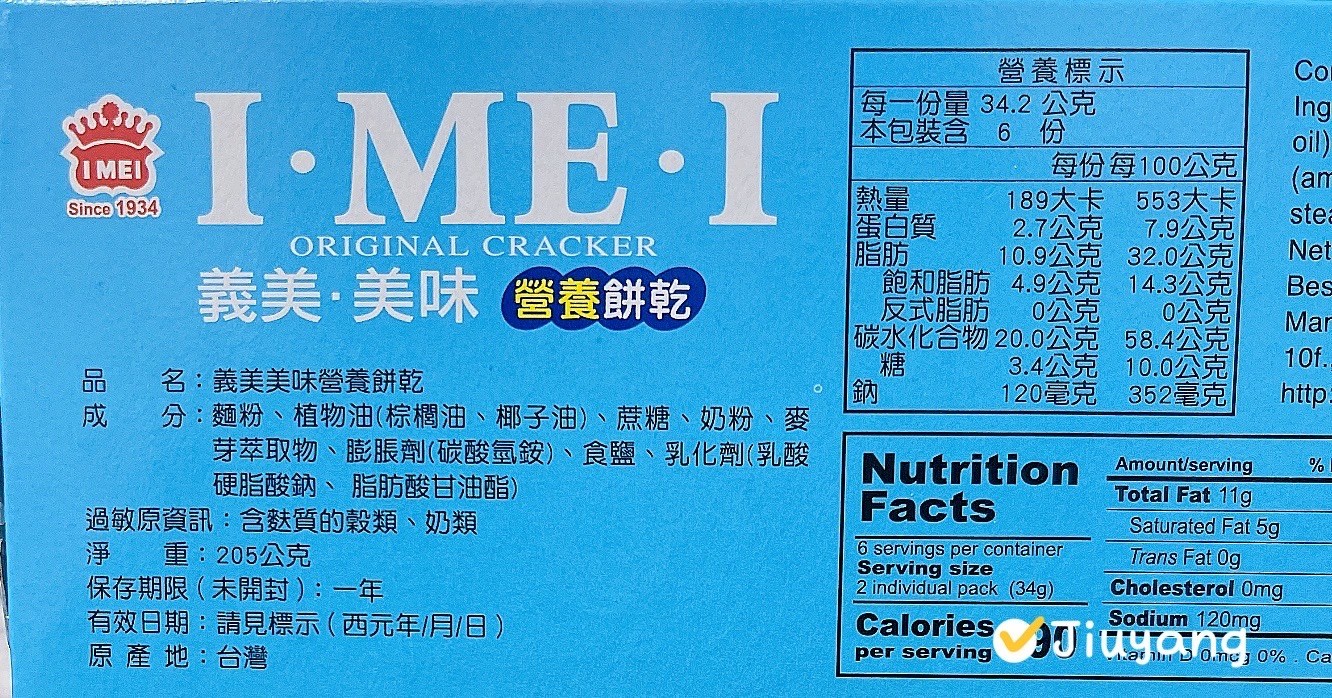 I MEI
Since 1934
I·ME·I
ORIGINAL CRACKER
義美·美味 營養餅乾
品 名：義美美味營養餅乾
成 分：麵粉、植物油(棕櫚油、椰子油)、蔗糖、奶粉、麥
芽萃取物、膨脹劑(碳酸氫銨)、食鹽、乳化劑(乳酸
硬脂酸鈉、 脂肪酸甘油酯)
過敏原資訊：含麩質的穀類、奶類
淨 重：205公克
保存期限（未開封）：一年
有效日期：請見標示（西元年/月/日）
原 產 地：台灣
營養標示
每一份量 34.2 公克
本包裝含 6 份
每份 每100公克
熱量 189大卡 553大卡
蛋白質 2.7公克 7.9公克
脂肪 10.9公克 32.0公克
飽和脂肪 4.9公克 14.3公克
反式脂肪 0公克 0公克
碳水化合物 20.0公克 58.4公克
糖 3.4公克 10.0公克
鈉 120毫克 352毫克
Nutrition
Facts
6 servings per container
Serving size
2 individual pack (34g)
Calories
per serving
Amount/serving %
Total Fat 11g
Saturated Fat 5g
Trans Fat 0g
Cholesterol 0mg
Sodium 120mg
D 0mcg 0% . Ca
oil)
(am
Net
10f.
http:
Jiuyang